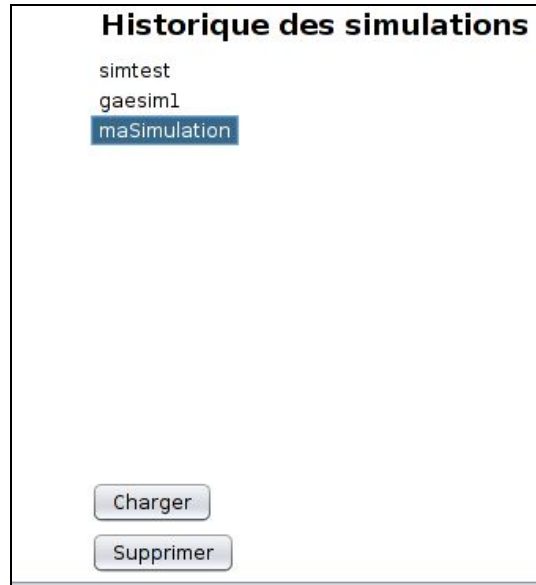 Historique des simulations
simtest
gaesim1
maSimulation
Charger
Supprimer